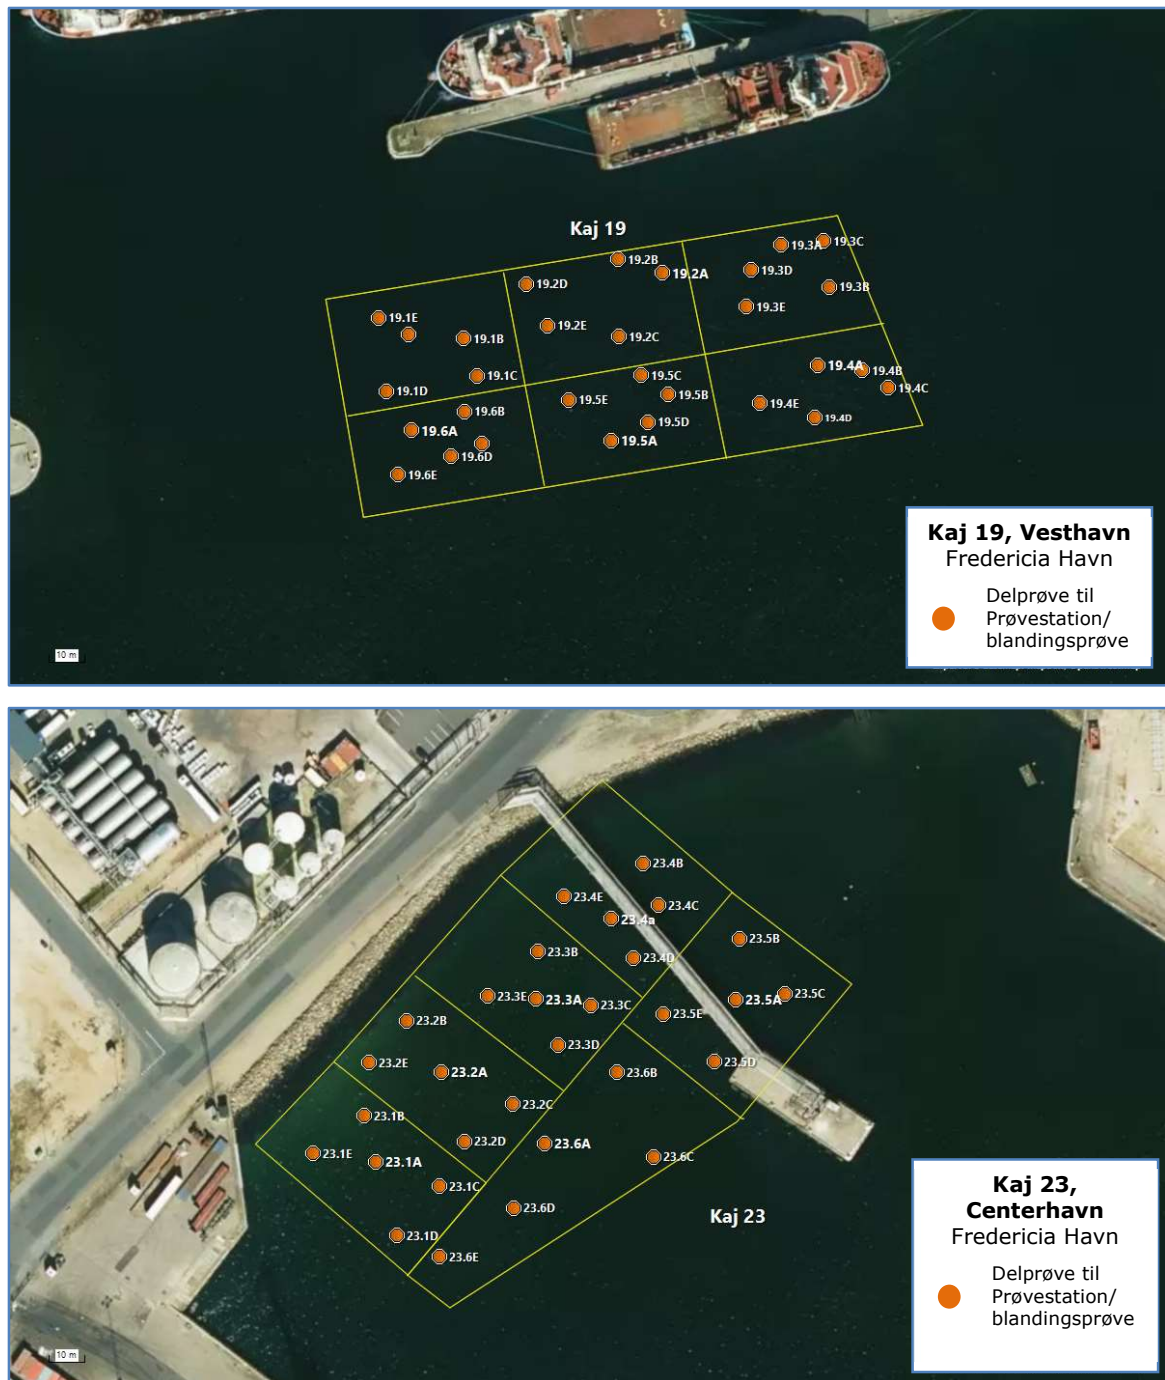 Kaj 19
19.3A
19.3C
19.2B
19.2A
19.3D
19.2D
19.3B
19.3E
19.1E
19.2E
19.1B
19.2C
19.4A
19.4B
19.1C
19.5C
19.4C
19.1D
19.5E
19.5B
19.4E
19.6B
19.4D
19.5D
19.6A
19.5A
19.6D
19.6E
Kaj 19, Vesthavn
Fredericia Havn
Delprøve til
Prøvestation/
blandingsprøve
10 m
23.4B
23.4E
23.4C
23.4a
23.5B
23.3B
23.4D
23.3E
23.3A
23.3C
23.5A
23.5C
23.5E
23.2B
23.3D
23.2E
23.2A
23.6B
23.5D
23.2C
23.1B
23.2D
23.6A
23.1E
23.1A
23.6C
23.1C
23.6D
Kaj 23
23.1D
23.6E
Kaj 23,
Centerhavn
Fredericia Havn
Delprøve til
Prøvestation/
blandingsprøve
10 m